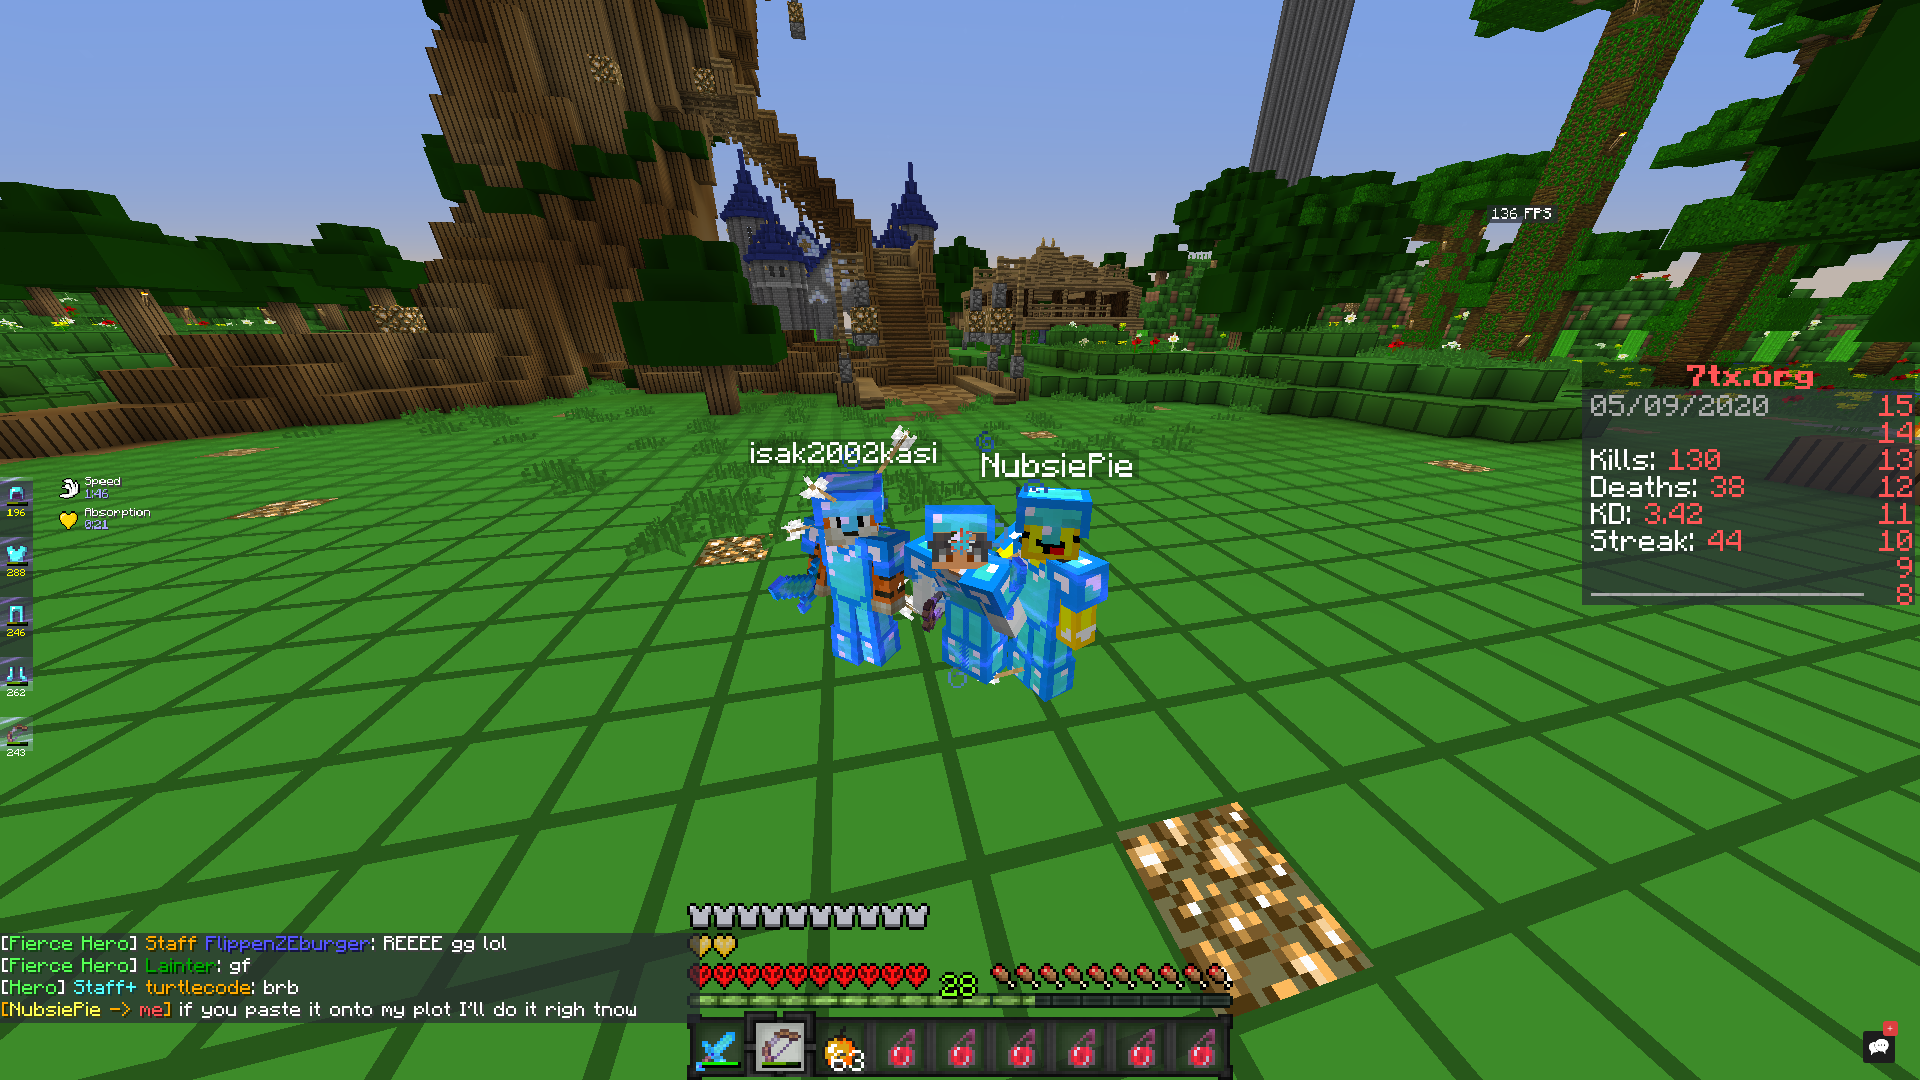 136 FPS
7tx.org
05/09/2020 15
14
Kills: 130 13
Deaths: 38 12
KD: 3.42 11
Streak: 44 10
9
8
isak2002kasi
NubsiePie
Speed
1:46
Absorption
0:21
196
288
246
262
243
[Fierce Hero] Staff FlippenZEburger: REEEE gg lol
[Fierce Hero] Lainter: gf
[Hero] Staff+ turtlecode: brb
[NubsiePie -> me] if you paste it onto my plot I'll do it righ tnow
28
63